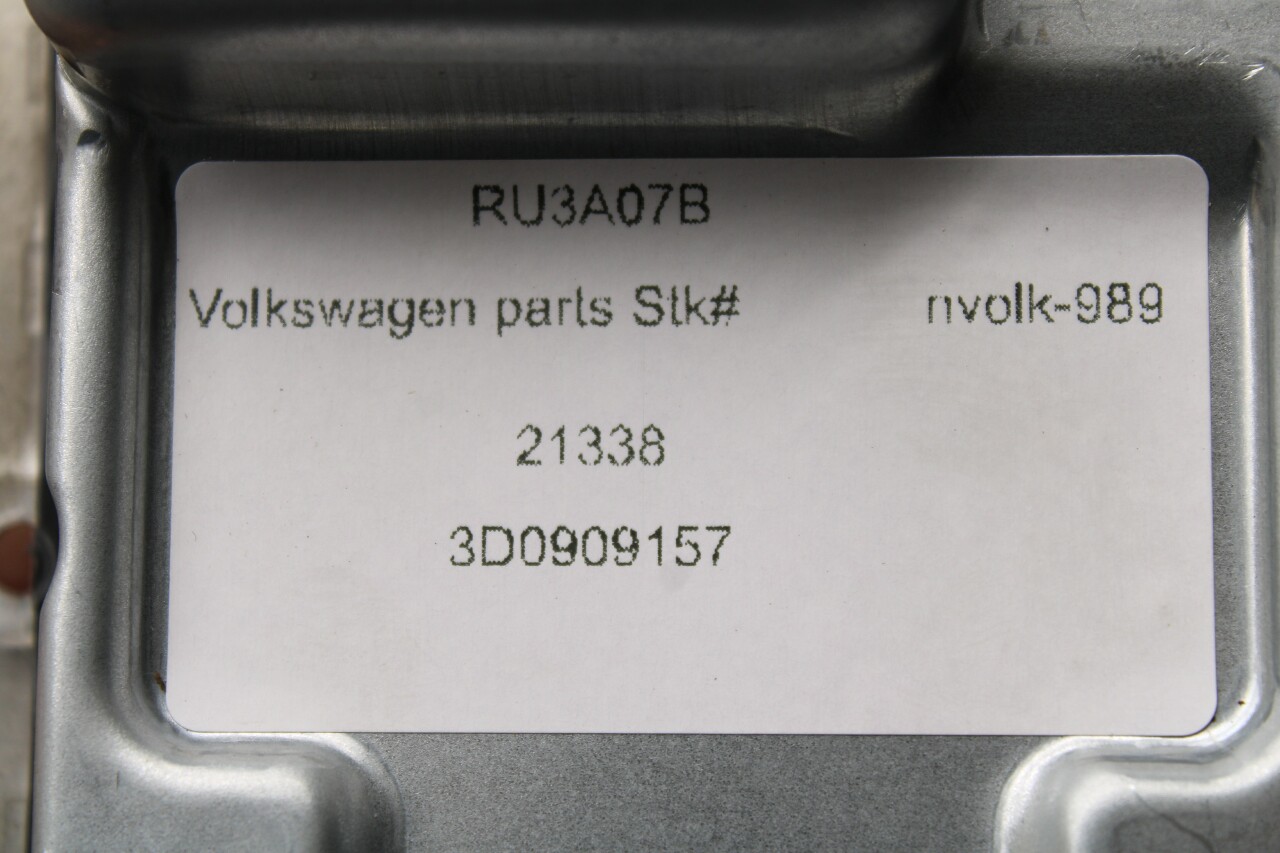 RU3A07B
Volkswagen parts Stk# nvolk-989
21338
3D0909157